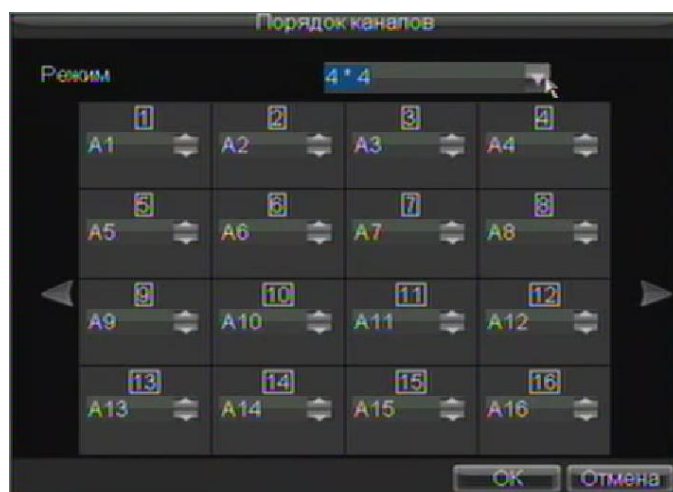 Порядок каналов
Режим 4 * 4
1 2 3 4
A1 A2 A3 A4
5 6 7 8
A5 A6 A7 A8
9 10 11 12
A9 A10 A11 A12
13 14 15 16
A13 A14 A15 A16
OK Отмена